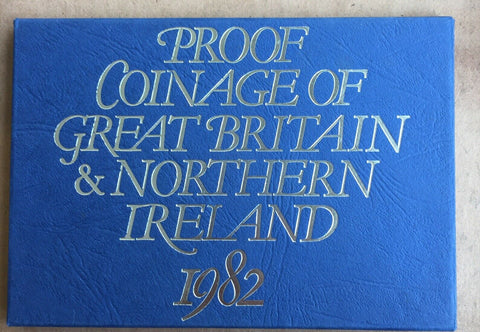 PROOF
COINAGE OF
GREAT BRITAIN
& NORTHERN
IRELAND
1982